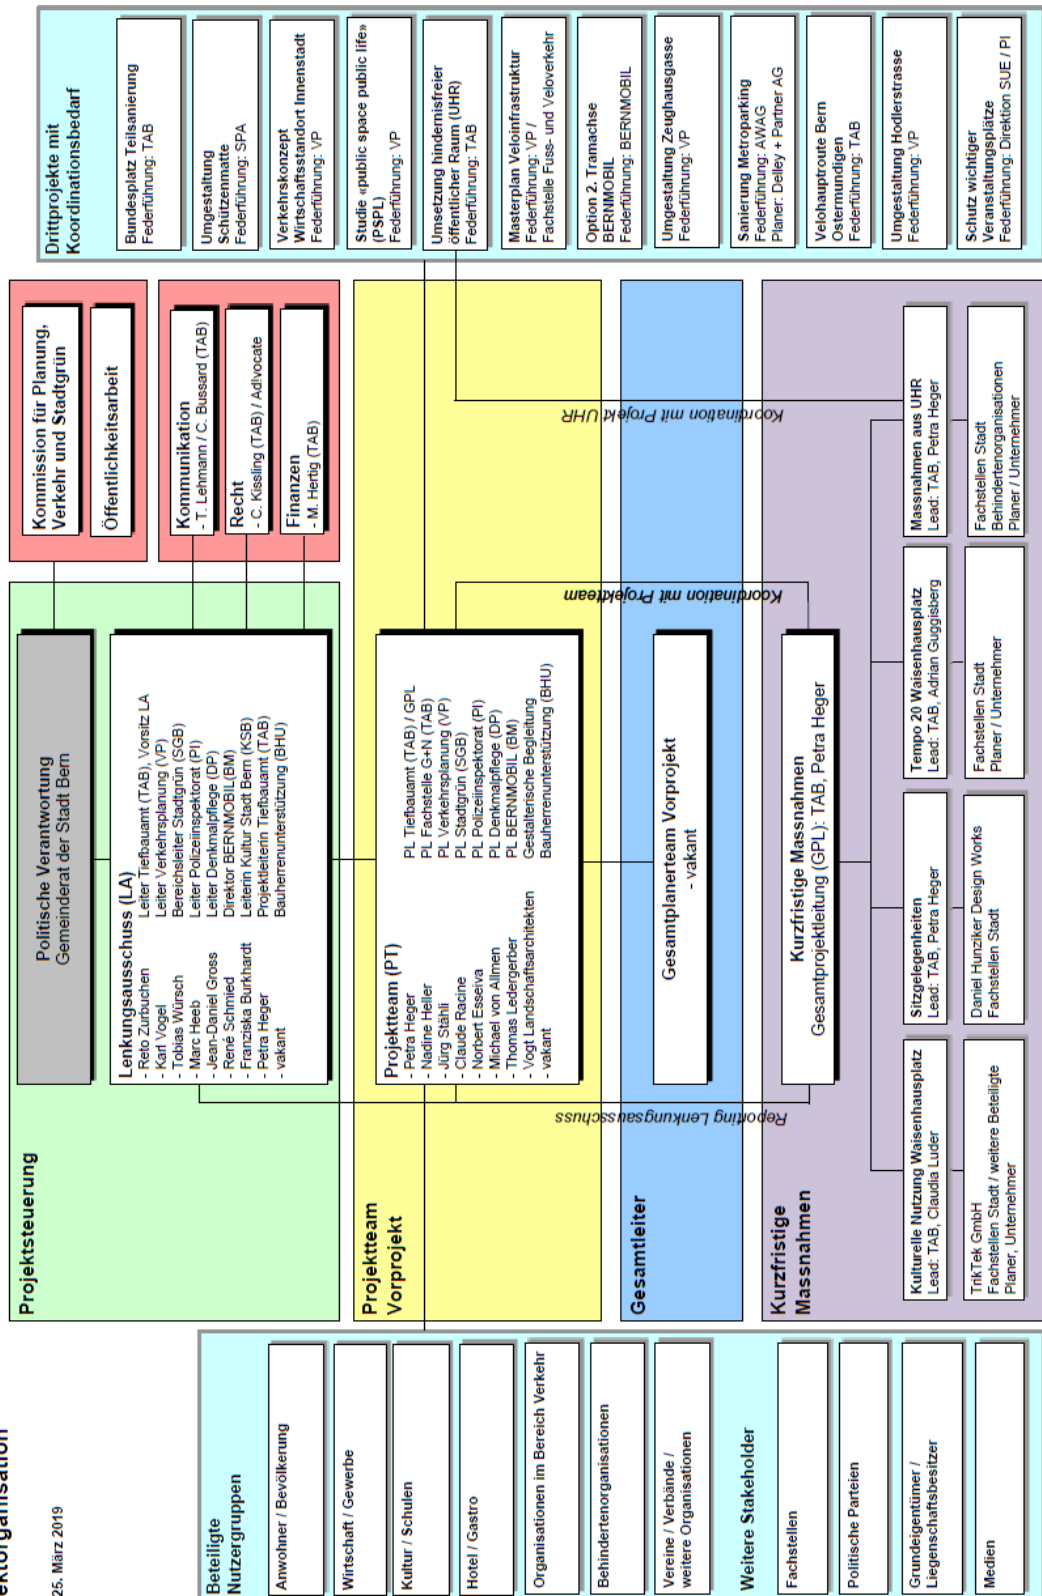 ektorganisation
25. März 2019
Beteiligte
Nutzergruppen
Anwohner / Bevölkerung
Wirtschaft / Gewerbe
Kultur / Schulen
Hotel / Gastro
Organisationen im Bereich Verkehr
Behindertenorganisationen
Vereine / Verbände /
weitere Organisationen
Weitere Stakeholder
Fachstellen
Politische Parteien
Grundeigentümer /
Liegenschaftsbesitzer
Medien
Projektsteuerung
Politische Verantwortung
Gemeinderat der Stadt Bern
Lenkungsausschuss (LA)
- Reto Zurbuchen Leiter Tiefbauamt (TAB), Vorsitz LA
- Karl Vogel Leiter Verkehrsplanung (VP)
- Tobias Würsch Bereichsleiter Stadtgrün (SGB)
- Marc Heeb Leiter Polizeiinspektorat (PI)
- Jean-Daniel Gross Leiter Denkmalpflege (DP)
- René Schmied Direktor BERNMOBIL(BM)
- Franziska Burkhardt Leiterin Kultur Stadt Bern (KSB)
- Petra Heger Projektleiterin Tiefbauamt (TAB)
- vakant Bauherrenunterstützung (BHU)
Kommission für Planung,
Verkehr und Stadtgrün
Öffentlichkeitsarbeit
Kommunikation
- T. Lehmann / C. Bussard (TAB)
Recht
- C. Kissling (TAB) / Ad!vocate
Finanzen
- M. Hertig (TAB)
Projektteam
Vorprojekt
Projektteam (PT)
- Petra Heger PL Tiefbauamt (TAB) / GPL
- Nadine Heller PL Fachstelle G+N (TAB)
- Jürg Stähli PL Verkehrsplanung (VP)
- Claude Racine PL Stadtgrün (SGB)
- Norbert Esseiva PL Polizeiinspektorat (PI)
- Michael von Allmen PL Denkmalpflege (DP)
- Thomas Ledergerber PL BERNMOBIL (BM)
- Vogt Landschaftsarchitekten Gestalterische Begleitung
- vakant Bauherrenunterstützung (BHU)
Gesamtleiter
Gesamtplanerteam Vorprojekt
- vakant
Reporting Lenkungsausschuss
Koordination mit Projektteam
Koordination mit Projekt UHR
Kurzfristige
Massnahmen
Kurzfristige Massnahmen
Gesamtprojektleitung (GPL): TAB, Petra Heger
Kulturelle Nutzung Waisenhausplatz
Lead: TAB, Claudia Luder
TrikTek GmbH
Fachstellen Stadt / weitere Beteiligte
Planer, Unternehmer
Sitzgelegenheiten
Lead: TAB, Petra Heger
Daniel Hunziker Design Works
Fachstellen Stadt
Tempo 20 Waisenhausplatz
Lead: TAB, Adrian Guggisberg
Fachstellen Stadt
Planer / Unternehmer
Massnahmen aus UHR
Lead: TAB, Petra Heger
Fachstellen Stadt
Behindertenorganisationen
Planer / Unternehmer
Drittprojekte mit
Koordinationsbedarf
Bundesplatz Teilsanierung
Federführung: TAB
Umgestaltung
Schützenmatte
Federführung: SPA
Verkehrskonzept
Wirtschaftsstandort Innenstadt
Federführung: VP
Studie «public space public life»
(PSPL)
Federführung: VP
Umsetzung hindernisfreier
öffentlicher Raum (UHR)
Federführung: TAB
Masterplan Veloinfrastruktur
Federführung: VP /
Fachstelle Fuss- und Veloverkehr
Option 2. Tramachse
BERNMOBIL
Federführung: BERNMOBIL
Umgestaltung Zeughausgasse
Federführung: VP
Sanierung Metroparking
Federführung: AWAG
Planer: Delley + Partner AG
Velohauptroute Bern
Ostermundigen
Federführung: TAB
Umgestaltung Hodlerstrasse
Federführung: VP
Schutz wichtiger
Veranstaltungsplätze
Federführung: Direktion SUE / PI